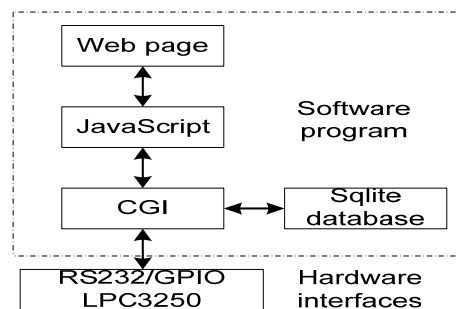 Web page
JavaScript
Software
program
CGI
Sqlite
database
RS232/GPIO
LPC3250
Hardware
interfaces